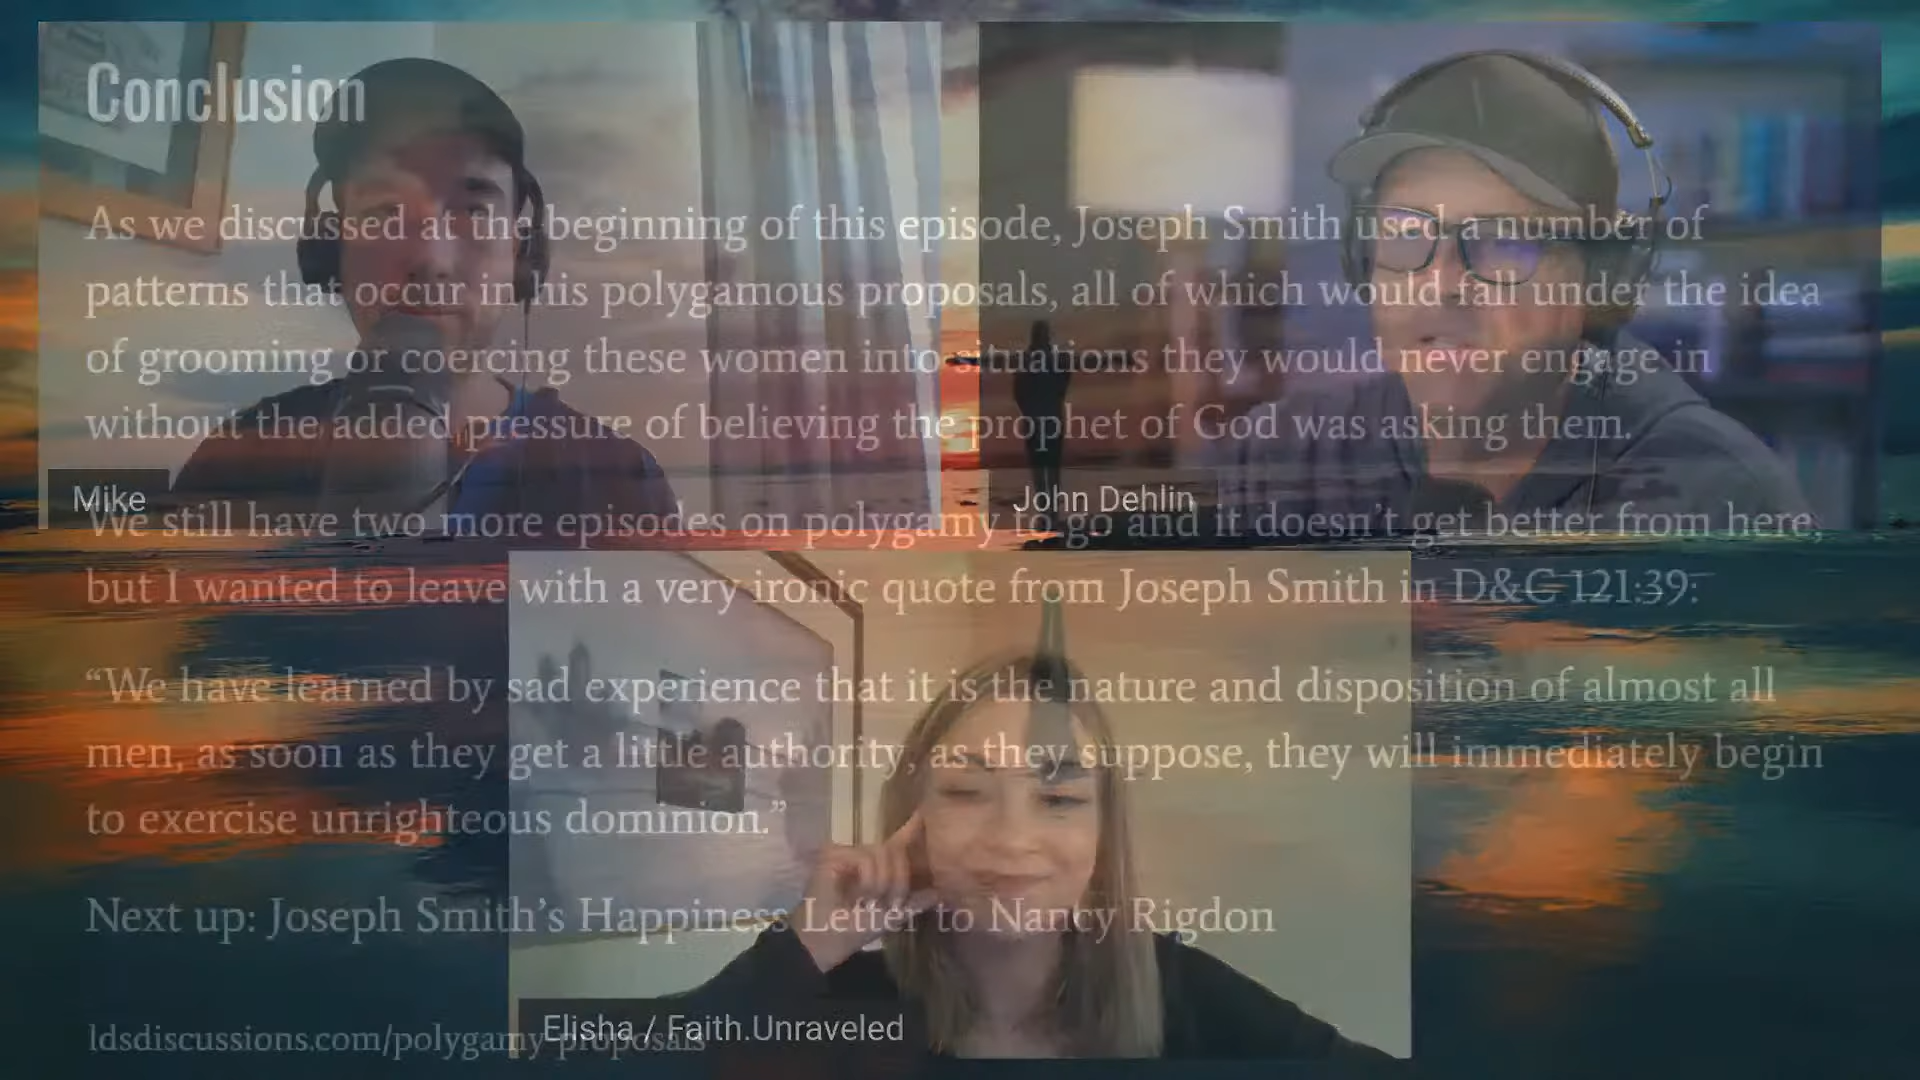 Conclusion
As we discussed at the beginning of this episode, Joseph Smith used a number of
patterns that occur in his polygamous proposals, all of which would fall under the idea
of grooming or coercing these women into situations they would never engage in
without the added pressure of believing the prophet of God was asking them.
Mike
John Dehlin
We still have two more episodes on polygamy to go and it doesn't get better from here,
but I wanted to leave with a very ironic quote from Joseph Smith in D&C 121:39:
“We have learned by sad experience that it is the nature and disposition of almost all
men, as soon as they get a little authority, as they suppose, they will immediately begin
to exercise unrighteous dominion.”
Next up: Joseph Smith’s Happiness Letter to Nancy Rigdon
Elisha / Faith.Unraveled
ldsdiscussions.com/polygamy-proposals